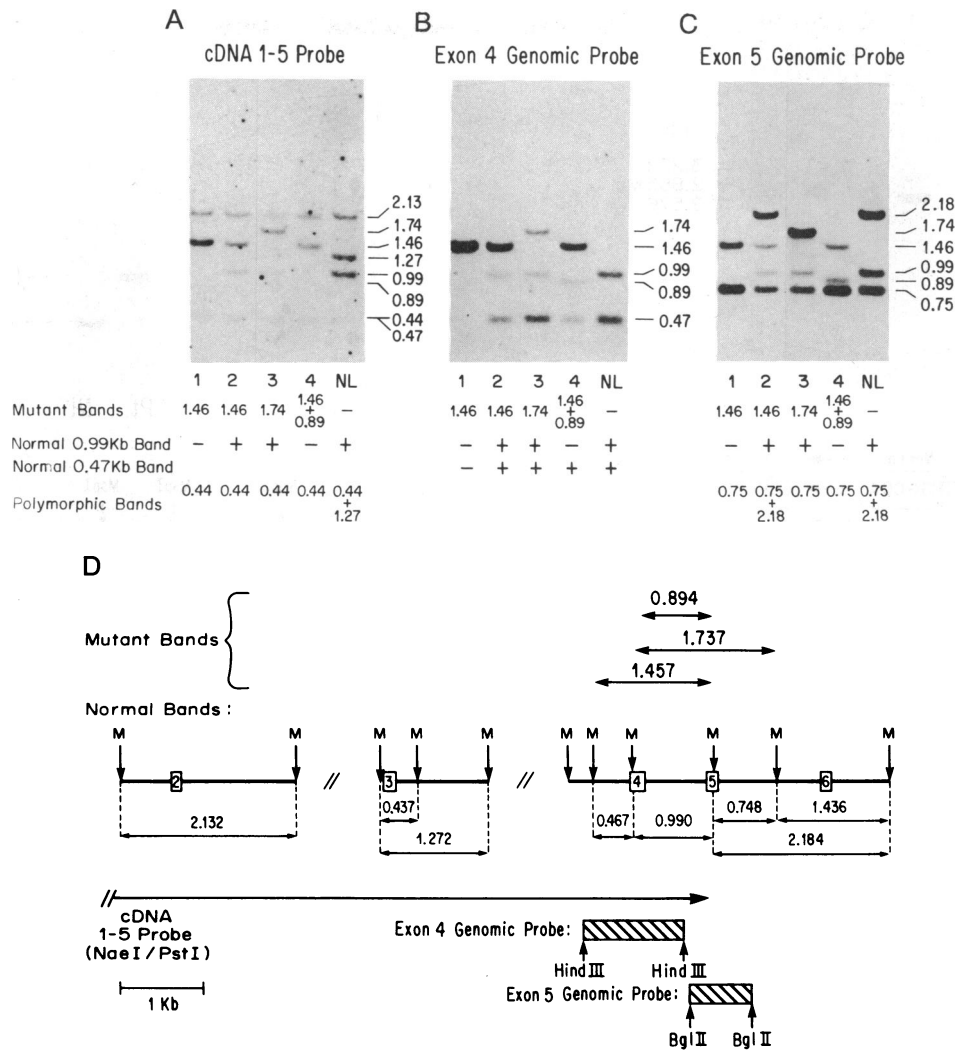 A
cDNA 1-5 Probe
2.13
1.74
1.46
1.27
0.99
0.89
0.44
0.47
1 2 3 4 NL
B
Exon 4 Genomic Probe
1.74
1.46
0.99
0.89
0.47
1 2 3 4 NL
C
Exon 5 Genomic Probe
2.18
1.74
1.46
0.99
0.89
0.75
1 2 3 4 NL
Mutant Bands 1.46 1.46 1.74 1.46 + 0.89 – 1.46 1.46 1.74 1.46 + 0.89 – 1.46 1.46 1.74 1.46 + 0.89 –
Normal 0.99Kb Band – + + – + – + + – + – + + – +
Normal 0.47Kb Band – + + + +
Polymorphic Bands 0.44 0.44 0.44 0.44 0.44 + 1.27 0.75 0.75 + 2.18 0.75 0.75 0.75 + 2.18
D
Mutant Bands
0.894
1.737
1.457
Normal Bands :
M M M M M M M M M M
2 3 4 5 6
// //
2.132
0.437
1.272
0.467
0.990
0.748
1.436
2.184
//
cDNA
1-5 Probe
(NaeI/PstI)
1 Kb
Exon 4 Genomic Probe:
Hind III Hind III
Exon 5 Genomic Probe:
Bgl II Bgl II